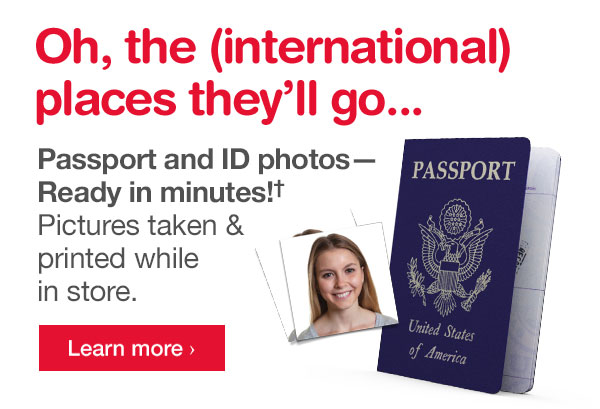 Oh, the (international)
places they’ll go...
Passport and ID photos—
Ready in minutes!†
Pictures taken &
printed while
in store.
Learn more ›
PASSPORT
United States
of America